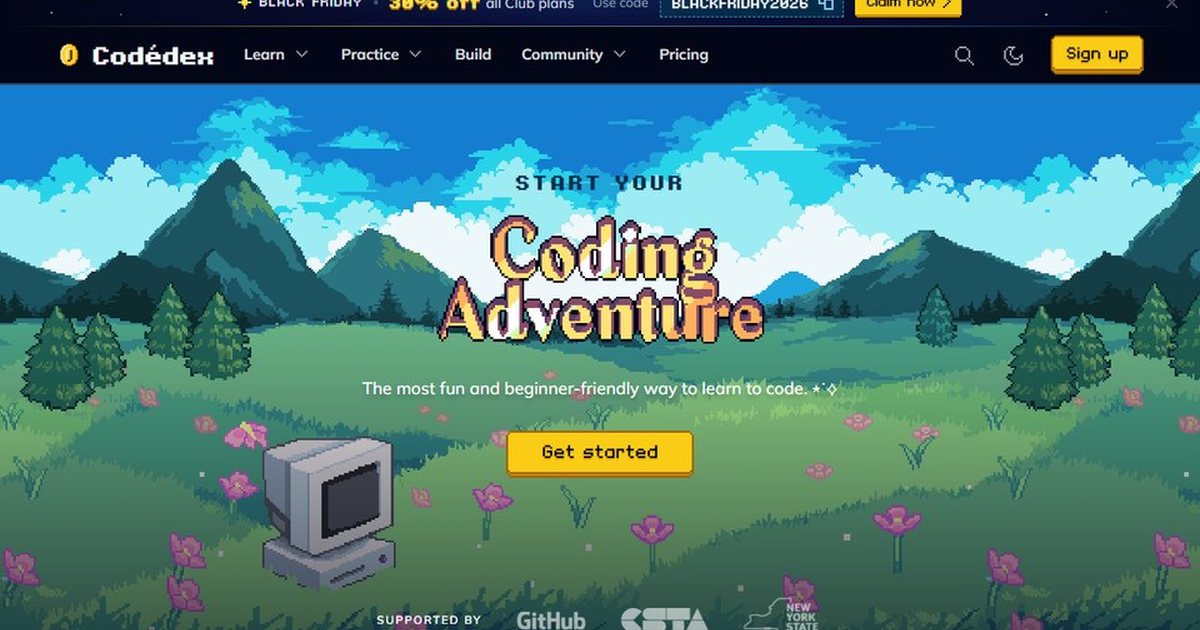 BLACK FRIDAY • 30% off all Club plans Use code BLACKFRIDAY2026 Claim now
Codédex Learn Practice Build Community Pricing Sign up
START YOUR
Coding
Adventure
The most fun and beginner-friendly way to learn to code. ⋆˙✧
Get started
SUPPORTED BY GitHub CSTA NEW
YORK
STATE